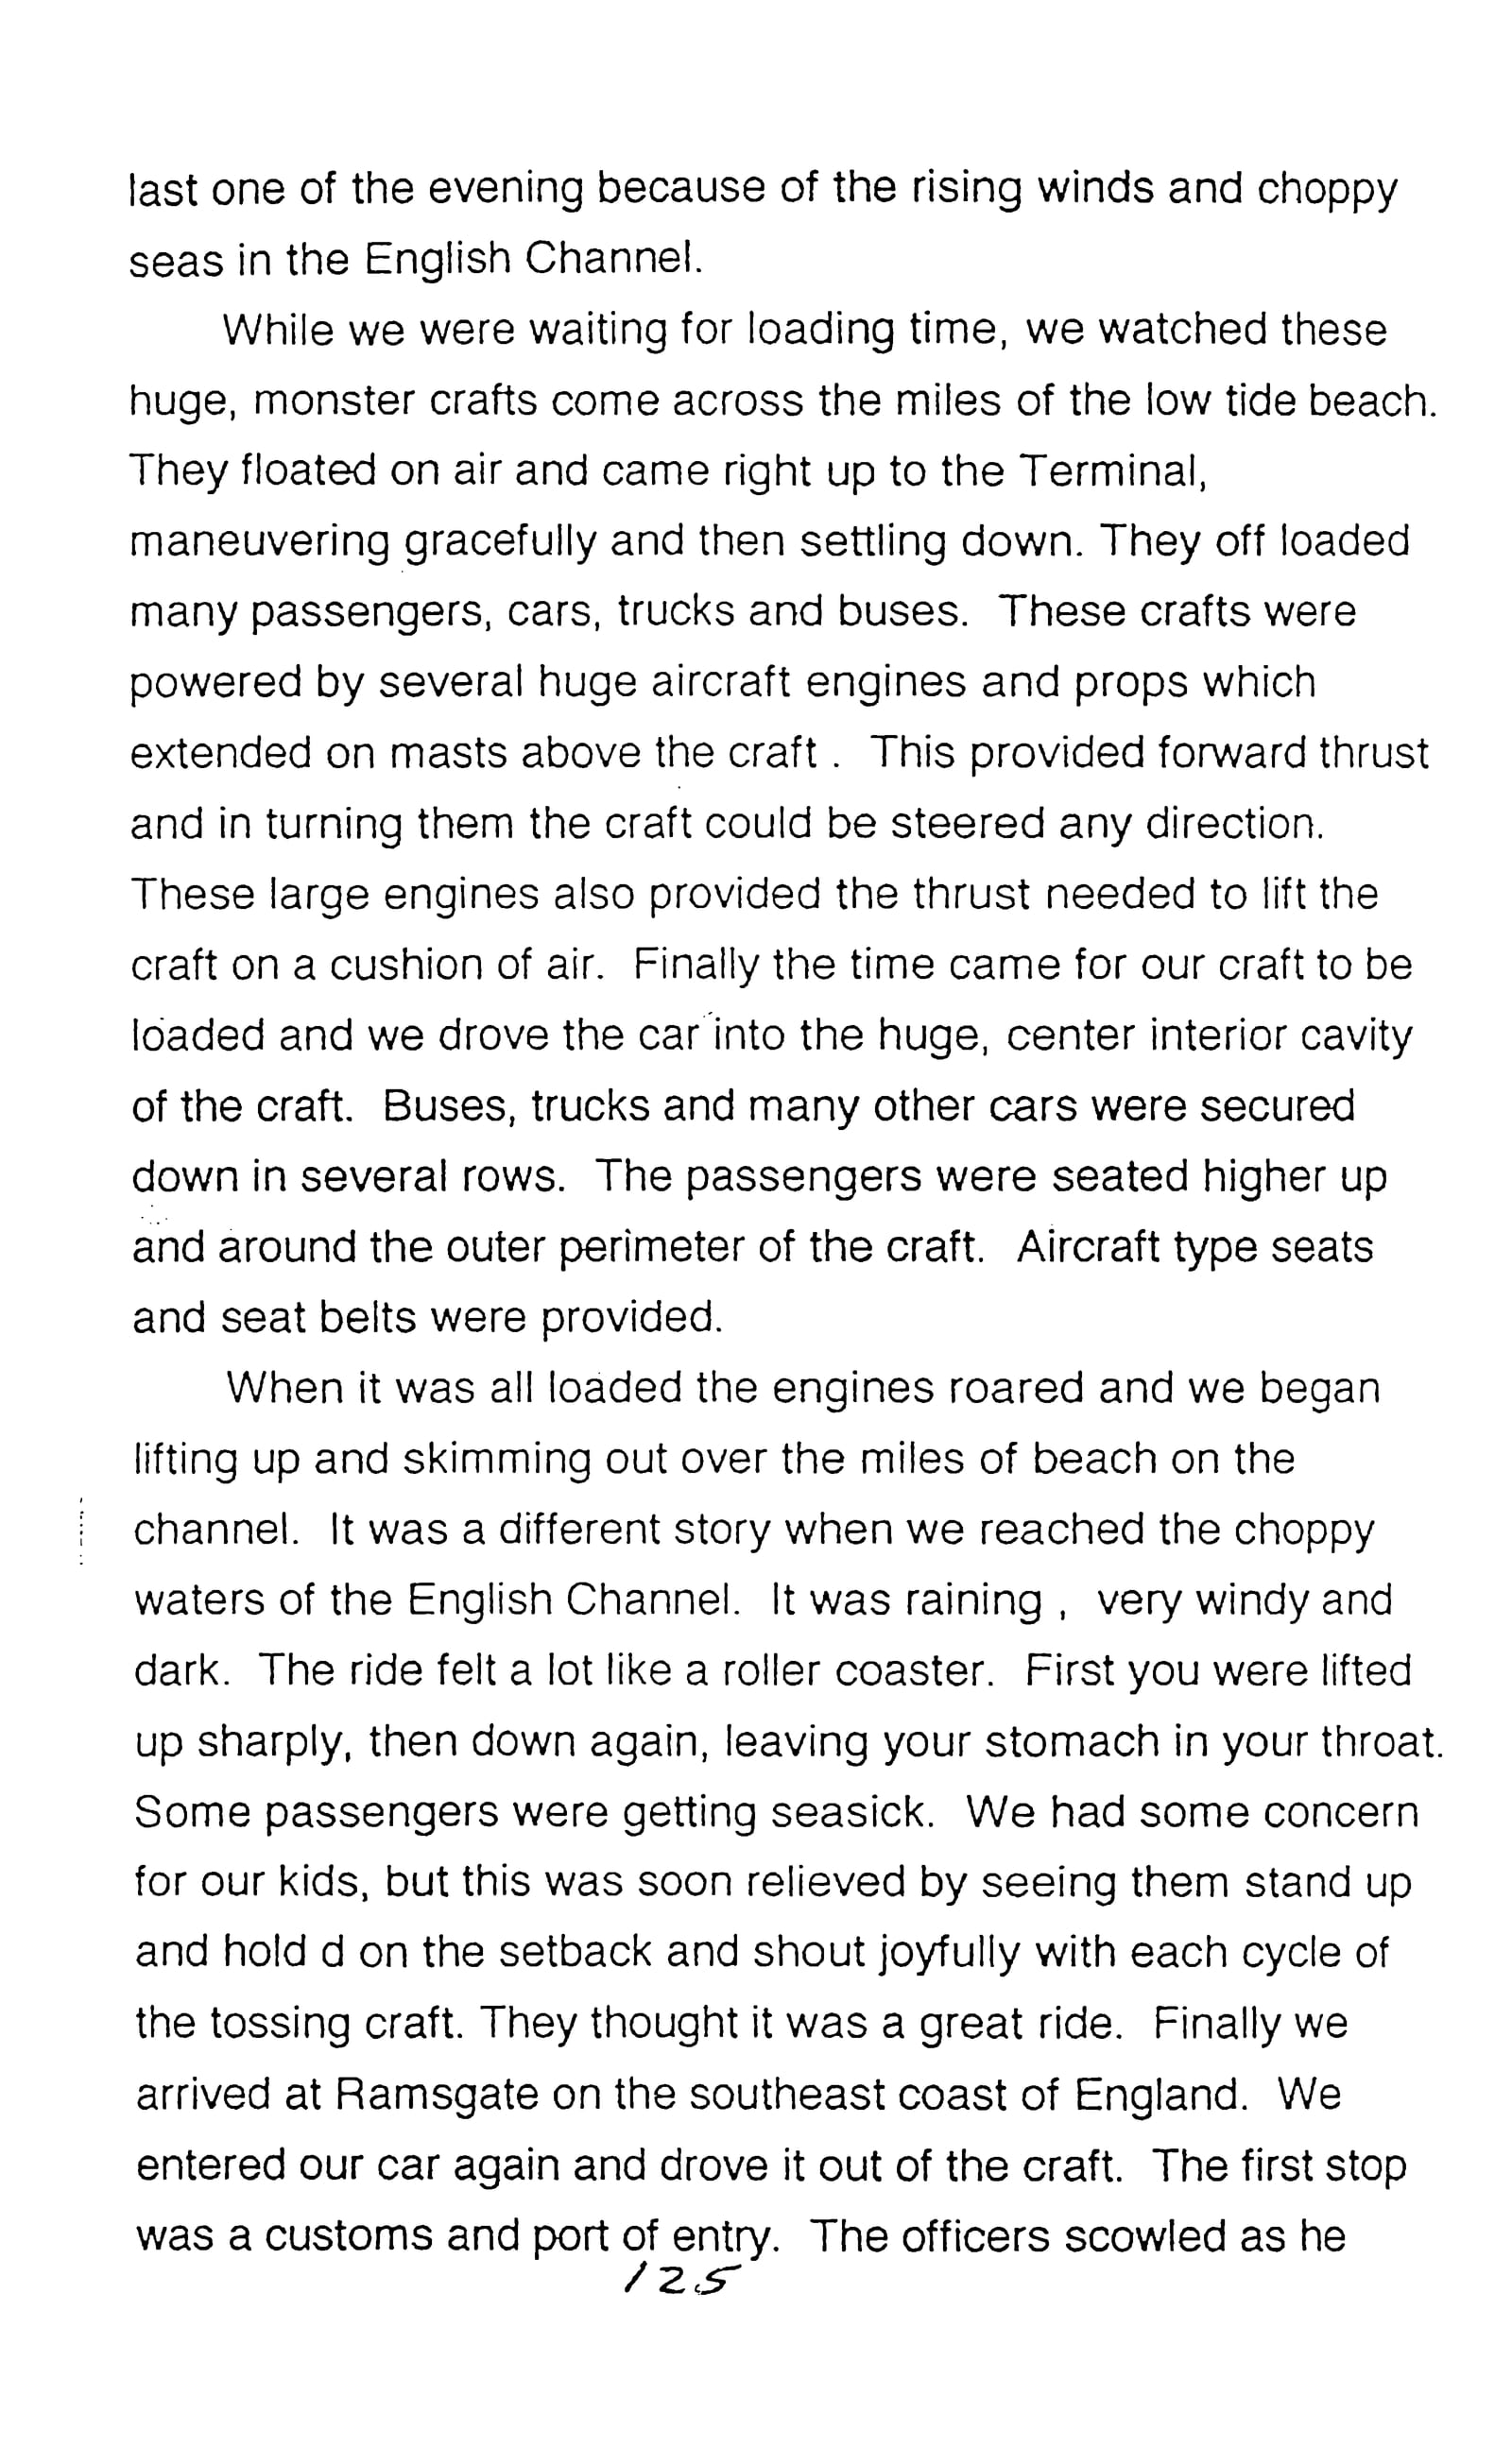 last one of the evening because of the rising winds and choppy
seas in the English Channel.
While we were waiting for loading time, we watched these
huge, monster crafts come across the miles of the low tide beach.
They floated on air and came right up to the Terminal,
maneuvering gracefully and then settling down. They off loaded
many passengers, cars, trucks and buses. These crafts were
powered by several huge aircraft engines and props which
extended on masts above the craft . This provided forward thrust
and in turning them the craft could be steered any direction.
These large engines also provided the thrust needed to lift the
craft on a cushion of air. Finally the time came for our craft to be
loaded and we drove the car into the huge, center interior cavity
of the craft. Buses, trucks and many other cars were secured
down in several rows. The passengers were seated higher up
and around the outer perimeter of the craft. Aircraft type seats
and seat belts were provided.
When it was all loaded the engines roared and we began
lifting up and skimming out over the miles of beach on the
channel. It was a different story when we reached the choppy
waters of the English Channel. It was raining , very windy and
dark. The ride felt a lot like a roller coaster. First you were lifted
up sharply, then down again, leaving your stomach in your throat.
Some passengers were getting seasick. We had some concern
for our kids, but this was soon relieved by seeing them stand up
and hold d on the setback and shout joyfully with each cycle of
the tossing craft. They thought it was a great ride. Finally we
arrived at Ramsgate on the southeast coast of England. We
entered our car again and drove it out of the craft. The first stop
was a customs and port of entry. The officers scowled as he
125